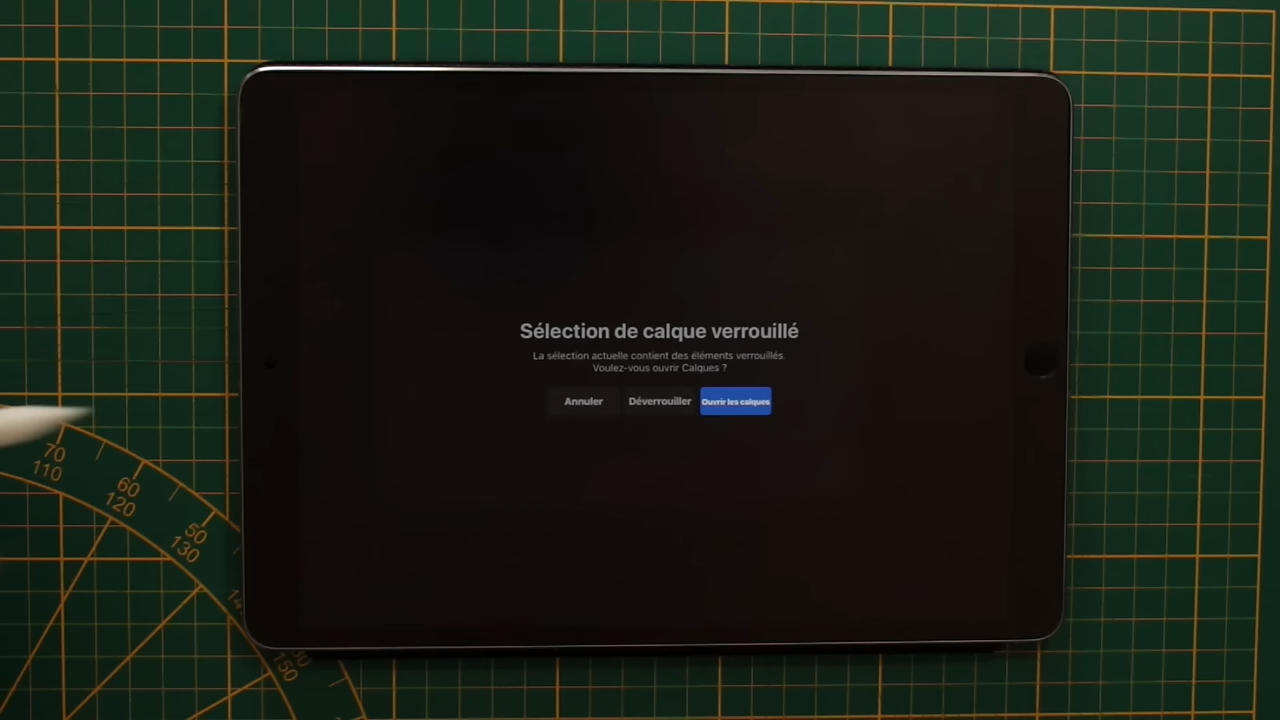 Sélection de calque verrouillé
La sélection actuelle contient des éléments verrouillés.
Voulez-vous ouvrir Calques ?
Annuler Déverrouiller Ouvrir les calques
70
110
60
120
50
130
150